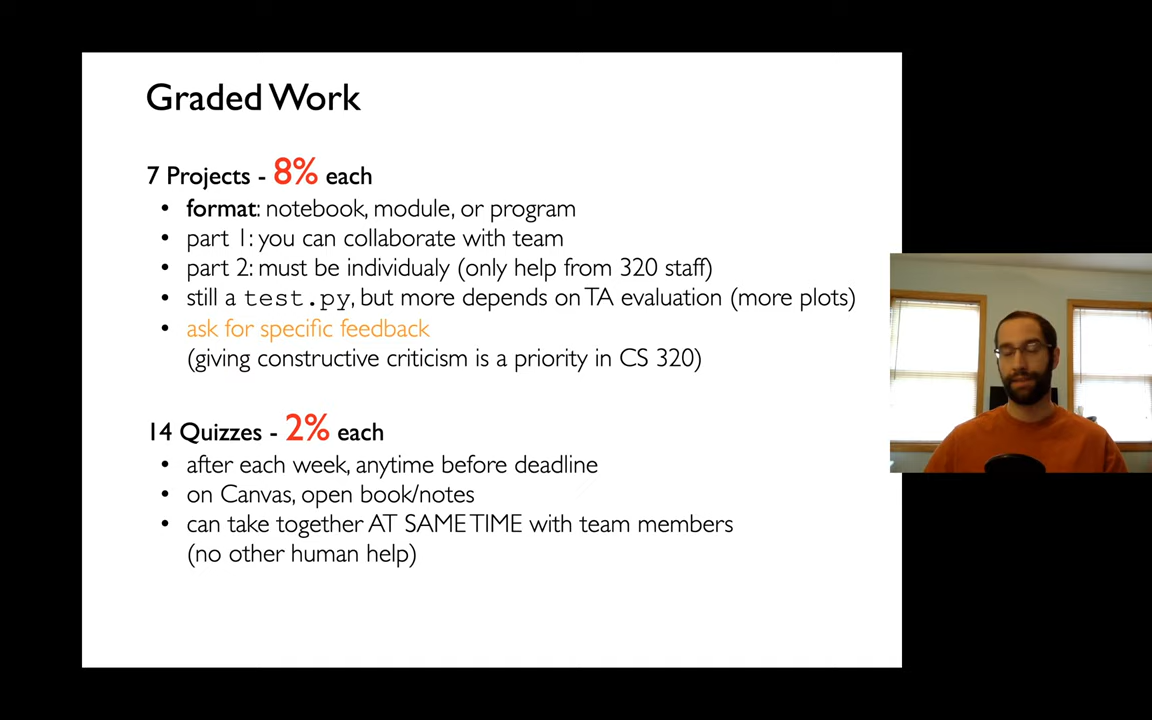 Graded Work
7 Projects - 8% each
• format: notebook, module, or program
• part 1: you can collaborate with team
• part 2: must be individualy (only help from 320 staff)
• still a test.py, but more depends on TA evaluation (more plots)
• ask for specific feedback
(giving constructive criticism is a priority in CS 320)
14 Quizzes - 2% each
• after each week, anytime before deadline
• on Canvas, open book/notes
• can take together AT SAME TIME with team members
(no other human help)